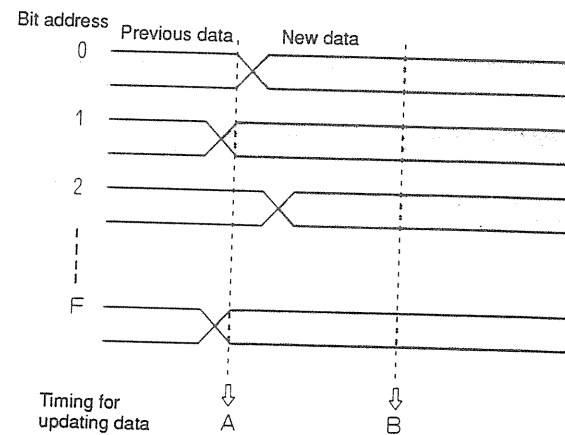 Bit address
Previous data
New data
0
1
2
F
Timing for
updating data
A
B